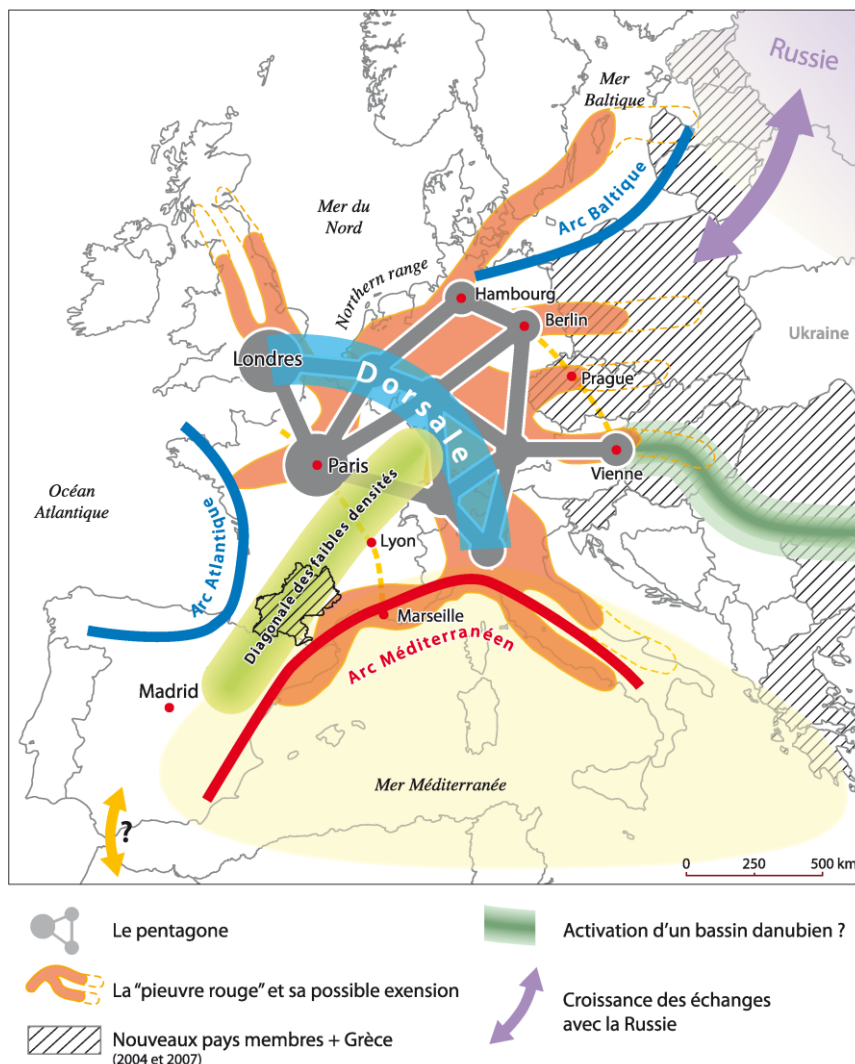 Russie
Mer
Baltique
Arc Baltique
Mer du
Nord
Northern range
Hambourg
Berlin
Ukraine
Londres
Dorsale
Prague
Paris
Vienne
Océan
Atlantique
Arc Atlantique
Diagonale des faibles densités
Lyon
Marseille
Arc Méditerranéen
Madrid
Mer Méditerranée
?
0 250 500 km
Le pentagone
La "pieuvre rouge" et sa possible exension
Nouveaux pays membres + Grèce
(2004 et 2007)
Activation d'un bassin danubien ?
Croissance des échanges
avec la Russie